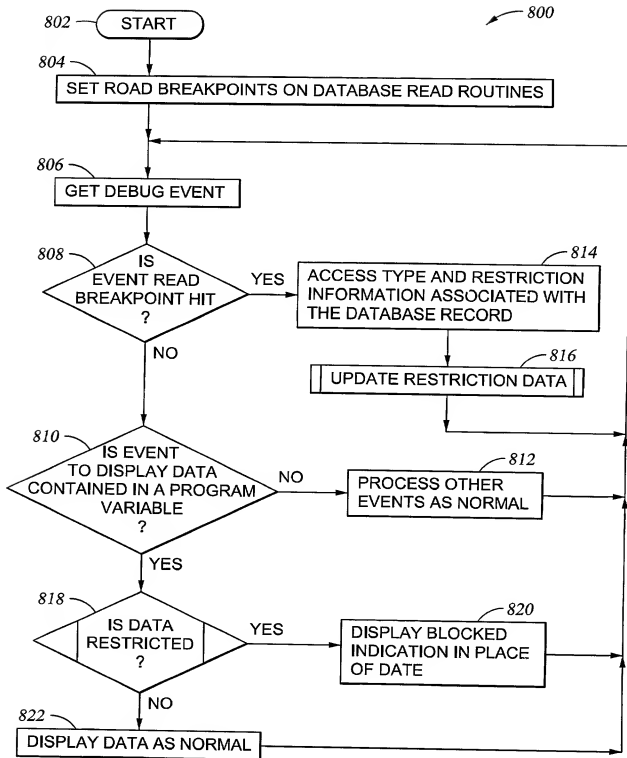 802
START
800
804
SET ROAD BREAKPOINTS ON DATABASE READ ROUTINES
806
GET DEBUG EVENT
808
IS
EVENT READ
BREAKPOINT HIT
?
YES
NO
814
ACCESS TYPE AND RESTRICTION
INFORMATION ASSOCIATED WITH
THE DATABASE RECORD
816
UPDATE RESTRICTION DATA
810
IS EVENT
TO DISPLAY DATA
CONTAINED IN A PROGRAM
VARIABLE
?
NO
YES
812
PROCESS OTHER
EVENTS AS NORMAL
818
IS DATA
RESTRICTED
?
YES
NO
820
DISPLAY BLOCKED
INDICATION IN PLACE
OF DATE
822
DISPLAY DATA AS NORMAL